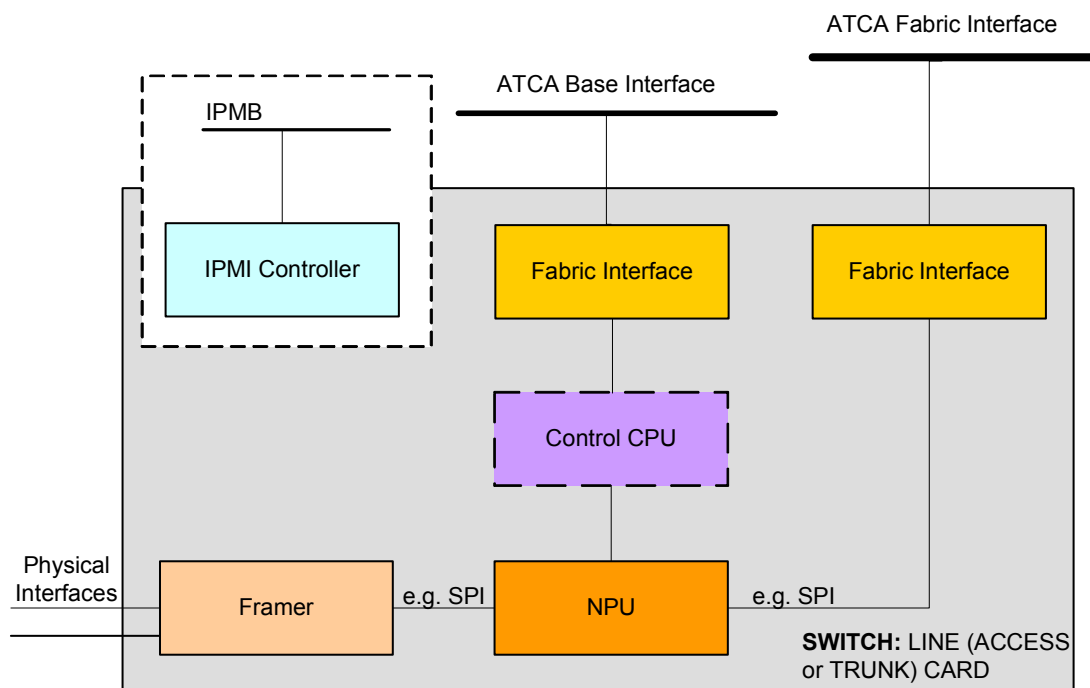 ATCA Fabric Interface
ATCA Base Interface
IPMB
IPMI Controller
Fabric Interface
Fabric Interface
Control CPU
Physical
Interfaces
Framer
e.g. SPI
NPU
e.g. SPI
SWITCH: LINE (ACCESS
or TRUNK) CARD